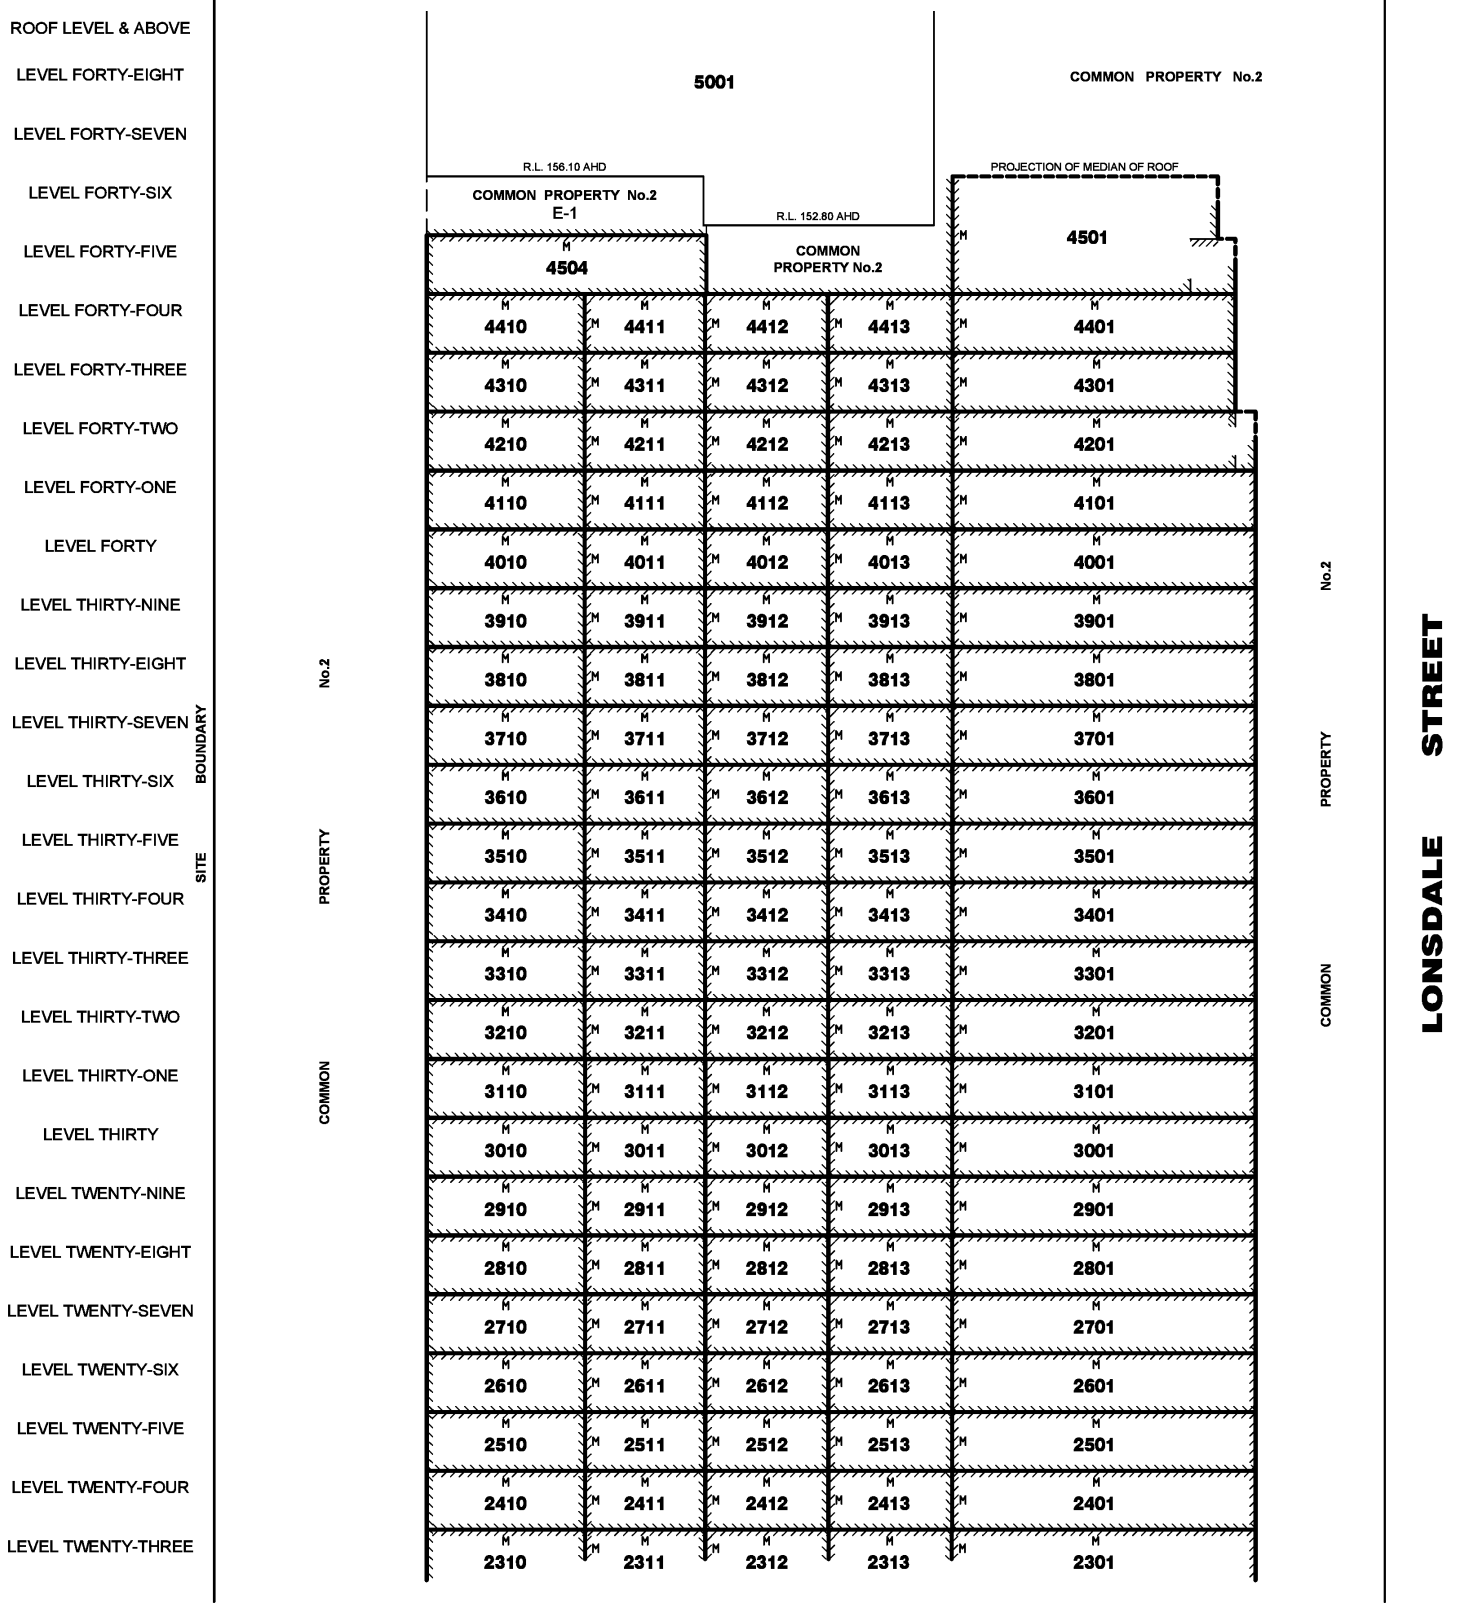 ROOF LEVEL & ABOVE
LEVEL FORTY-EIGHT
5001
COMMON PROPERTY No.2
LEVEL FORTY-SEVEN
R.L. 156.10 AHD
PROJECTION OF MEDIAN OF ROOF
LEVEL FORTY-SIX
COMMON PROPERTY No.2
E-1
R.L. 152.80 AHD
LEVEL FORTY-FIVE
M
4504
COMMON
PROPERTY No.2
M
4501
LEVEL FORTY-FOUR
M M M M M
4410 M 4411 M 4412 M 4413 M 4401
LEVEL FORTY-THREE
M M M M M
4310 M 4311 M 4312 M 4313 M 4301
LEVEL FORTY-TWO
M M M M M
4210 M 4211 M 4212 M 4213 M 4201
LEVEL FORTY-ONE
M M M M M
4110 M 4111 M 4112 M 4113 M 4101
LEVEL FORTY
M M M M M
4010 M 4011 M 4012 M 4013 M 4001
LEVEL THIRTY-NINE
M M M M M
3910 M 3911 M 3912 M 3913 M 3901
LEVEL THIRTY-EIGHT
M M M M M
3810 M 3811 M 3812 M 3813 M 3801
LEVEL THIRTY-SEVEN
M M M M M
3710 M 3711 M 3712 M 3713 M 3701
LEVEL THIRTY-SIX
M M M M M
3610 M 3611 M 3612 M 3613 M 3601
LEVEL THIRTY-FIVE
M M M M M
3510 M 3511 M 3512 M 3513 M 3501
LEVEL THIRTY-FOUR
M M M M M
3410 M 3411 M 3412 M 3413 M 3401
LEVEL THIRTY-THREE
M M M M M
3310 M 3311 M 3312 M 3313 M 3301
LEVEL THIRTY-TWO
M M M M M
3210 M 3211 M 3212 M 3213 M 3201
LEVEL THIRTY-ONE
M M M M M
3110 M 3111 M 3112 M 3113 M 3101
LEVEL THIRTY
M M M M M
3010 M 3011 M 3012 M 3013 M 3001
LEVEL TWENTY-NINE
M M M M M
2910 M 2911 M 2912 M 2913 M 2901
LEVEL TWENTY-EIGHT
M M M M M
2810 M 2811 M 2812 M 2813 M 2801
LEVEL TWENTY-SEVEN
M M M M M
2710 M 2711 M 2712 M 2713 M 2701
LEVEL TWENTY-SIX
M M M M M
2610 M 2611 M 2612 M 2613 M 2601
LEVEL TWENTY-FIVE
M M M M M
2510 M 2511 M 2512 M 2513 M 2501
LEVEL TWENTY-FOUR
M M M M M
2410 M 2411 M 2412 M 2413 M 2401
LEVEL TWENTY-THREE
M M M M M
2310 M 2311 M 2312 M 2313 M 2301
SITE BOUNDARY
COMMON PROPERTY No.2
COMMON PROPERTY No.2
LONSDALE STREET